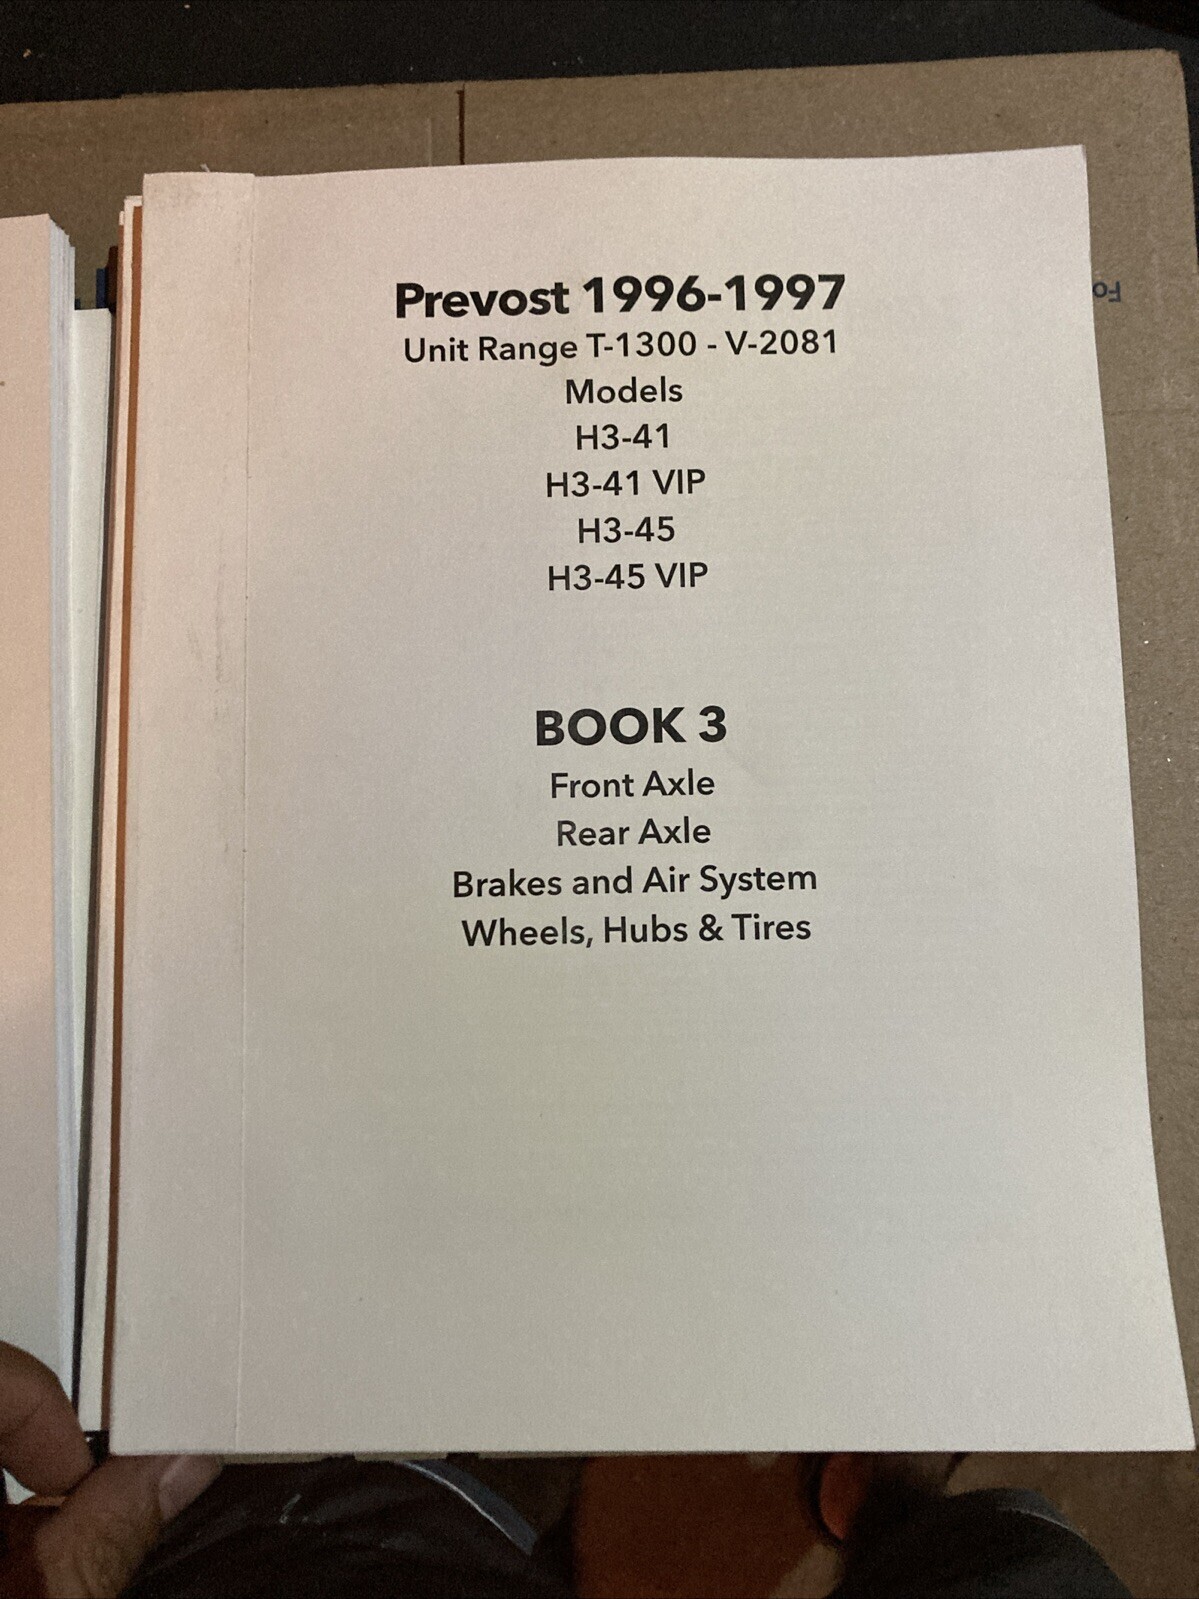 Prevost 1996-1997
Unit Range T-1300 - V-2081
Models
H3-41
H3-41 VIP
H3-45
H3-45 VIP
BOOK 3
Front Axle
Rear Axle
Brakes and Air System
Wheels, Hubs & Tires
Fo